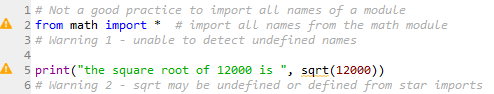 1 # Not a good practice to import all names of a module
2 from math import *  # import all names from the math module
3 # Warning 1 - unable to detect undefined names
4
5 print("the square root of 12000 is ", sqrt(12000))
6 # Warning 2 - sqrt may be undefined or defined from star imports